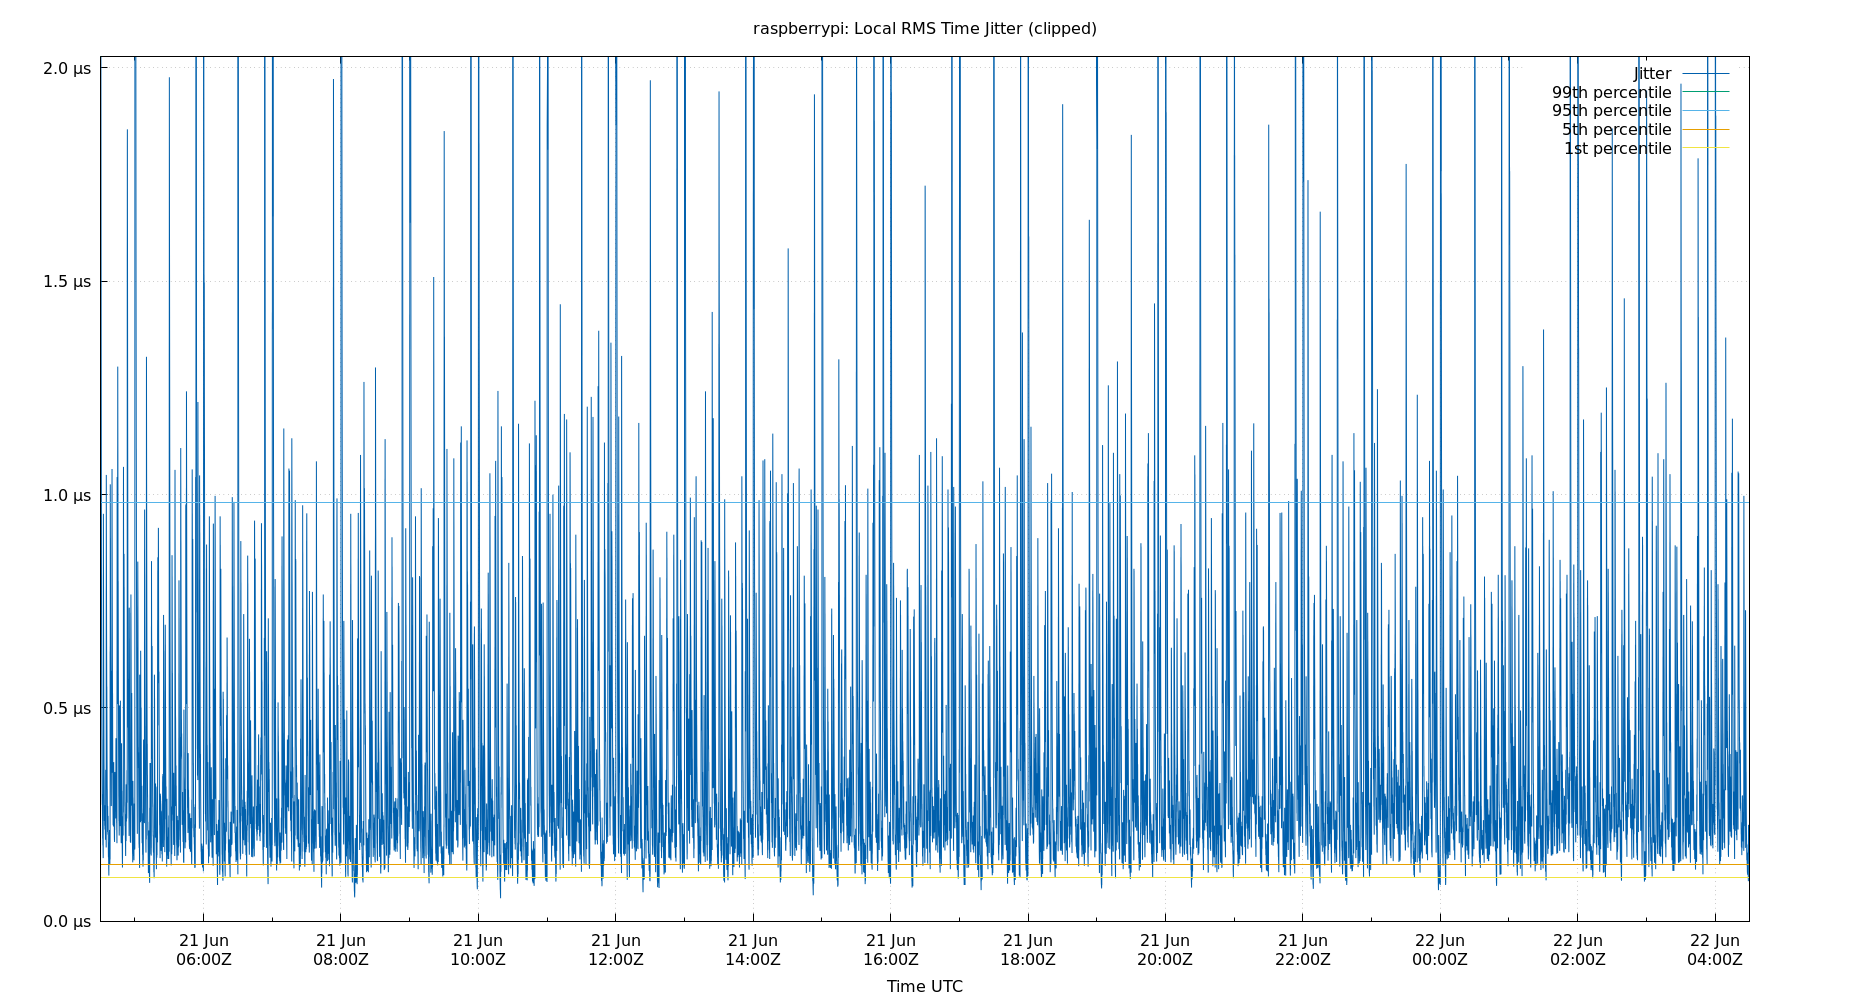 raspberrypi: Local RMS Time Jitter (clipped)
2.0 µs
1.5 µs
1.0 µs
0.5 µs
0.0 µs
Jitter
99th percentile
95th percentile
5th percentile
1st percentile
21 Jun 21 Jun 21 Jun 21 Jun 21 Jun 21 Jun 21 Jun 21 Jun 21 Jun 22 Jun 22 Jun 22 Jun
06:00Z 08:00Z 10:00Z 12:00Z 14:00Z 16:00Z 18:00Z 20:00Z 22:00Z 00:00Z 02:00Z 04:00Z
Time UTC